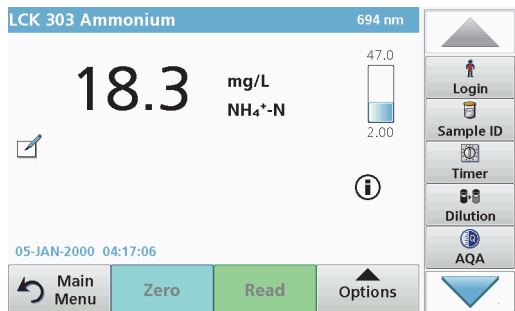 LCK 303 Ammonium 694 nm
47.0
18.3 mg/L
NH₄⁺-N
2.00
i
05-JAN-2000 04:17:06
Main Menu
Zero
Read
Options
Login
Sample ID
Timer
Dilution
AQA